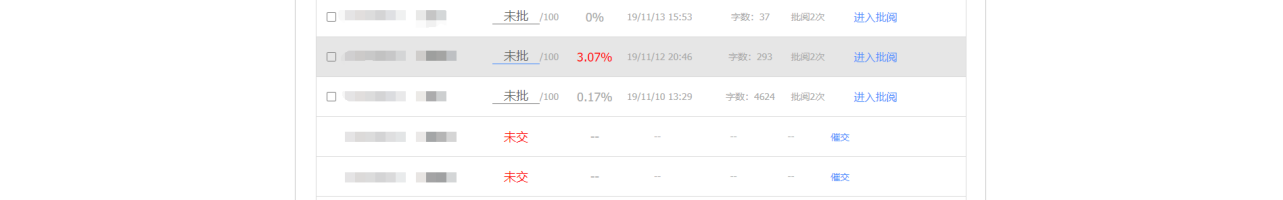 未批 /100 0% 19/11/13 15:53 字数：37 批阅2次 进入批阅
未批 /100 3.07% 19/11/12 20:46 字数：293 批阅2次 进入批阅
未批 /100 0.17% 19/11/10 13:29 字数：4624 批阅2次 进入批阅
未交 -- -- -- -- 催交
未交 -- -- -- -- 催交